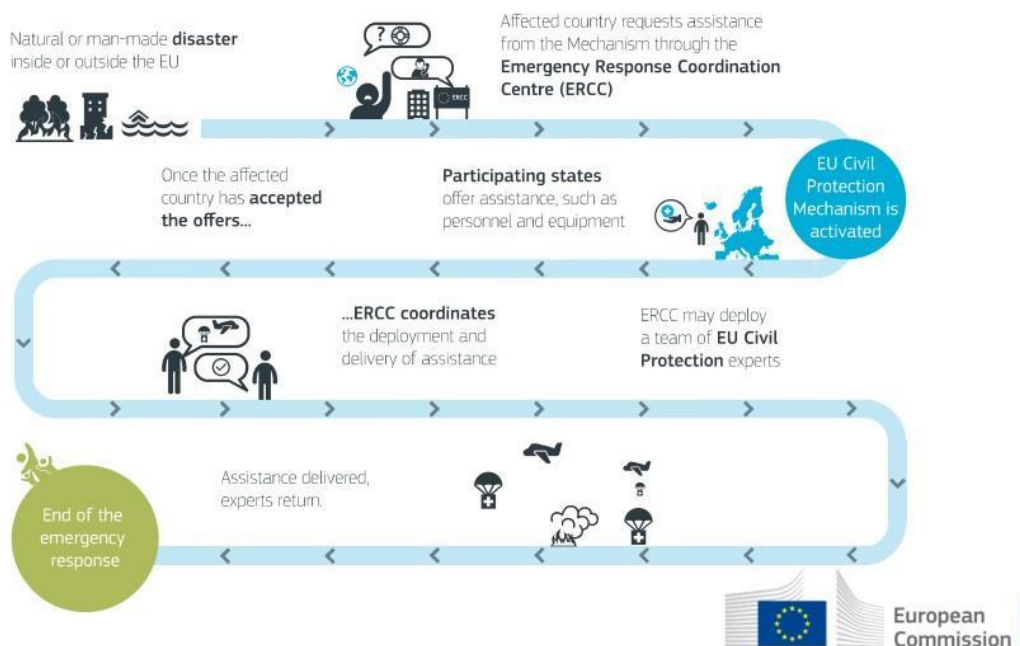 Natural or man-made disaster
inside or outside the EU
?
ERCC
Affected country requests assistance
from the Mechanism through the
Emergency Response Coordination
Centre (ERCC)
EU Civil
Protection
Mechanism is
activated
Participating states
offer assistance, such as
personnel and equipment
Once the affected
country has accepted
the offers...
...ERCC coordinates
the deployment and
delivery of assistance
ERCC may deploy
a team of EU Civil
Protection experts
Assistance delivered,
experts return.
End of the
emergency
response
European
Commission